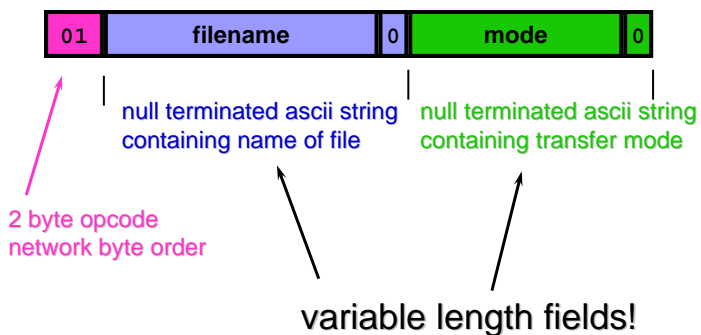 01 filename 0 mode 0
null terminated ascii string
containing name of file
null terminated ascii string
containing transfer mode
2 byte opcode
network byte order
variable length fields!